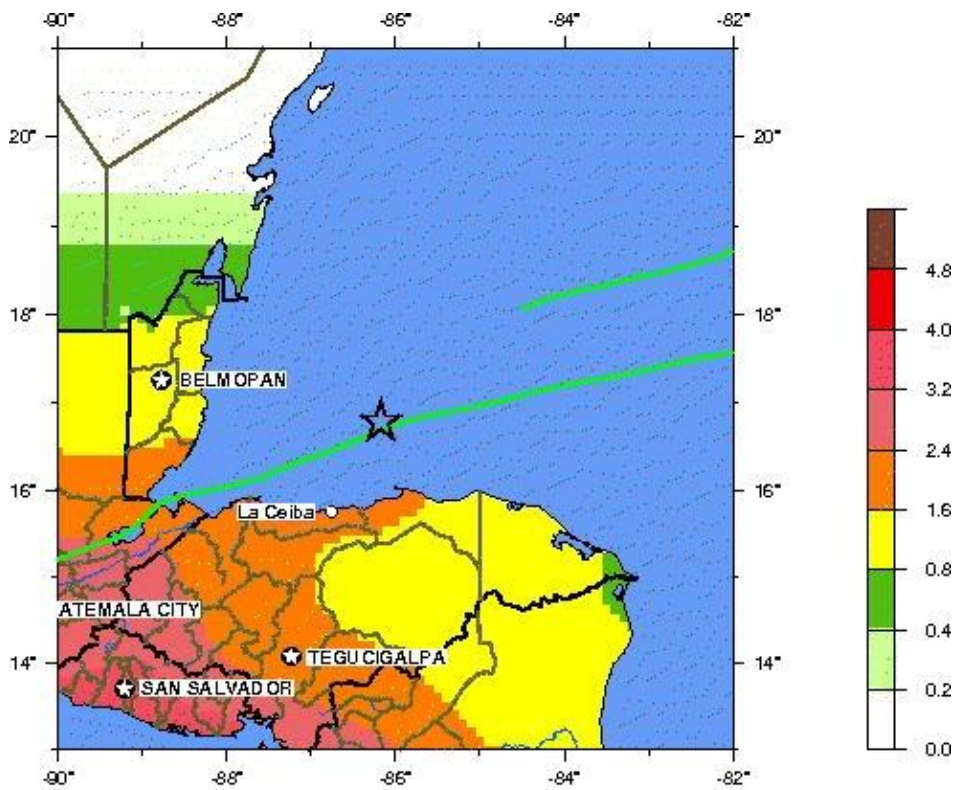 -90° -88° -86° -84° -82°
20° 20°
18° 18°
16° 16°
14° 14°
BELMOPAN
La Ceiba
ATEMALA CITY
TEGUCIGALPA
SAN SALVADOR
-90° -88° -86° -84° -82°
4.8
4.0
3.2
2.4
1.6
0.8
0.4
0.2
0.0